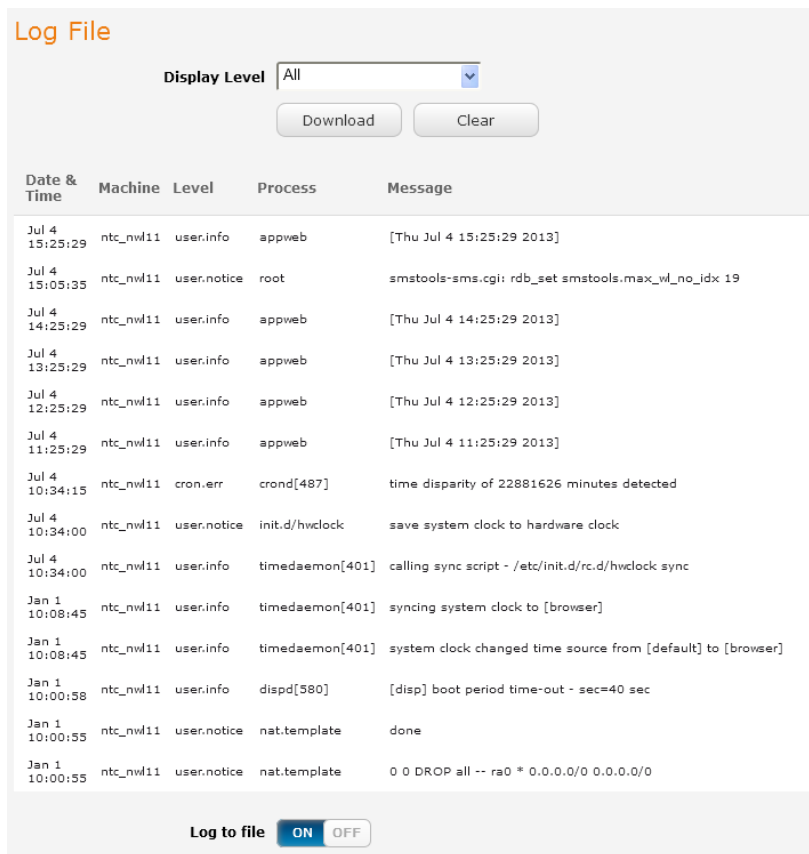 Log File
Display Level All
Download Clear
Date & Time Machine Level Process Message
Jul 4 15:25:29 ntc_nwl11 user.info appweb [Thu Jul 4 15:25:29 2013]
Jul 4 15:05:35 ntc_nwl11 user.notice root smstools-sms.cgi: rdb_set smstools.max_wl_no_idx 19
Jul 4 14:25:29 ntc_nwl11 user.info appweb [Thu Jul 4 14:25:29 2013]
Jul 4 13:25:29 ntc_nwl11 user.info appweb [Thu Jul 4 13:25:29 2013]
Jul 4 12:25:29 ntc_nwl11 user.info appweb [Thu Jul 4 12:25:29 2013]
Jul 4 11:25:29 ntc_nwl11 user.info appweb [Thu Jul 4 11:25:29 2013]
Jul 4 10:34:15 ntc_nwl11 cron.err crond[487] time disparity of 22881626 minutes detected
Jul 4 10:34:00 ntc_nwl11 user.notice init.d/hwclock save system clock to hardware clock
Jul 4 10:34:00 ntc_nwl11 user.info timedaemon[401] calling sync script - /etc/init.d/rc.d/hwclock sync
Jan 1 10:08:45 ntc_nwl11 user.info timedaemon[401] syncing system clock to [browser]
Jan 1 10:08:45 ntc_nwl11 user.info timedaemon[401] system clock changed time source from [default] to [browser]
Jan 1 10:00:58 ntc_nwl11 user.info dispd[580] [disp] boot period time-out - sec=40 sec
Jan 1 10:00:55 ntc_nwl11 user.notice nat.template done
Jan 1 10:00:55 ntc_nwl11 user.notice nat.template 0 0 DROP all -- ra0 * 0.0.0.0/0 0.0.0.0/0
Log to file ON OFF